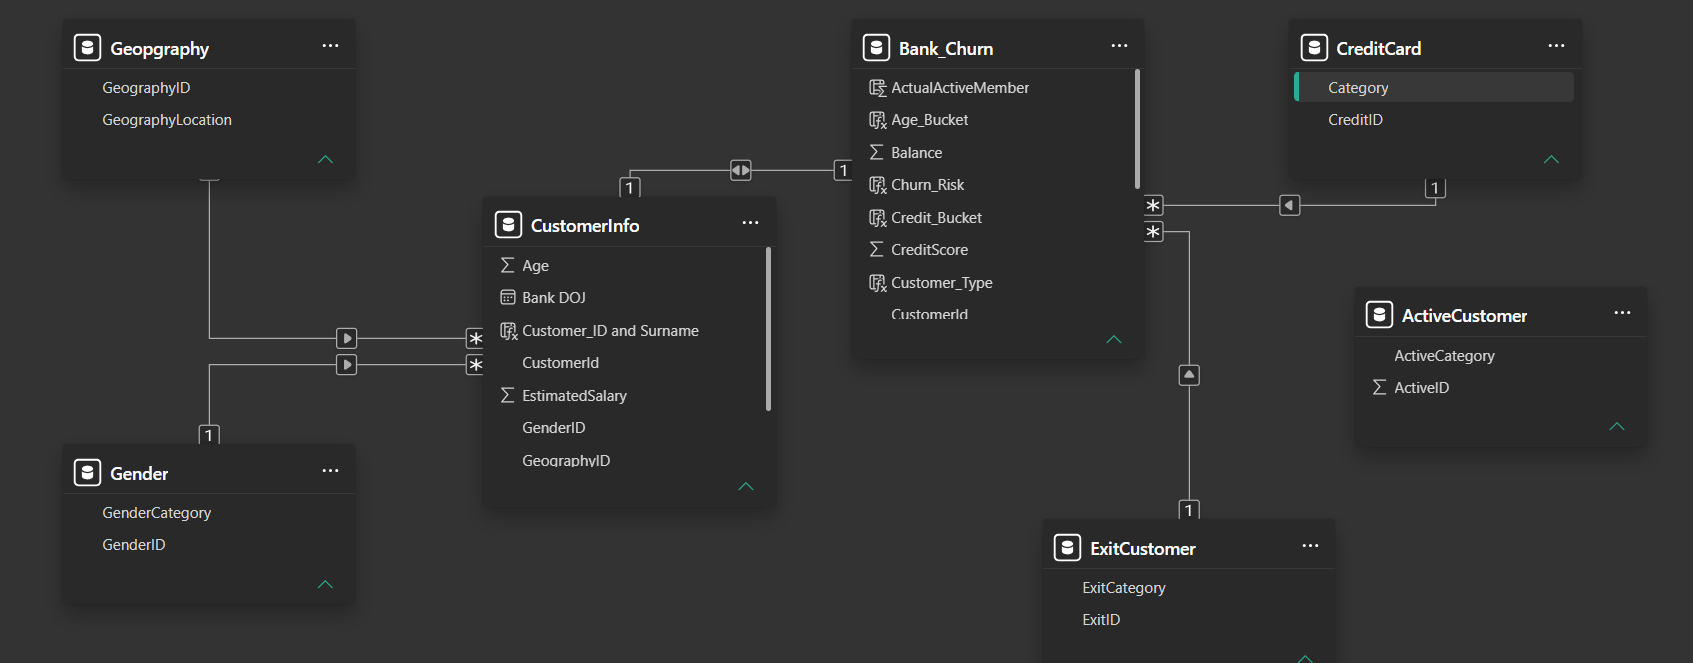 Geopgraphy
GeographyID
GeographyLocation
Bank_Churn
ActualActiveMember
Age_Bucket
Balance
Churn_Risk
Credit_Bucket
CreditScore
Customer_Type
CustomerId
CreditCard
Category
CreditID
1
1
1
*
*
CustomerInfo
Age
Bank DOJ
Customer_ID and Surname
CustomerId
EstimatedSalary
GenderID
GeographyID
ActiveCustomer
ActiveCategory
ActiveID
*
*
1
Gender
GenderCategory
GenderID
1
ExitCustomer
ExitCategory
ExitID